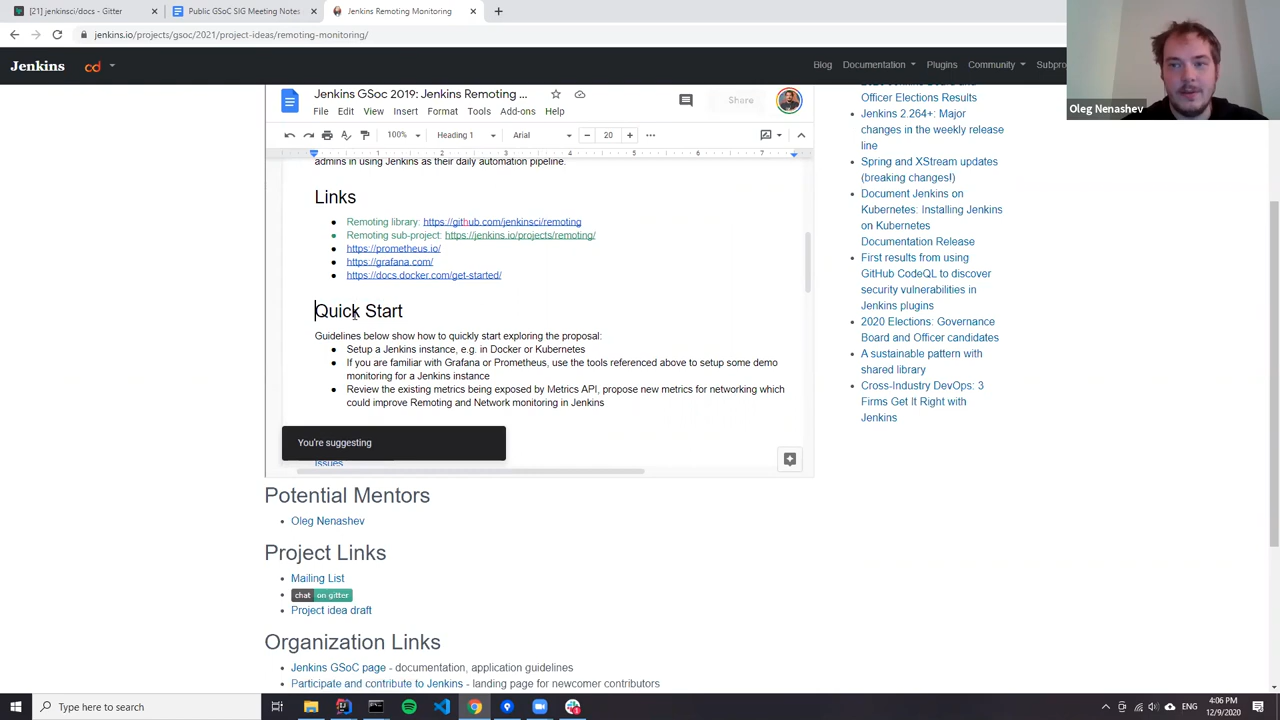 [21] jenkinsci/docs - Gitter
Public GSoC SIG Meeting Notes
Jenkins Remoting Monitoring
jenkins.io/projects/gsoc/2021/project-ideas/remoting-monitoring/
Jenkins
cd
Blog
Documentation
Plugins
Community
Subpro
Oleg Nenashev
Jenkins GSoC 2019: Jenkins Remoting ...
Share
File Edit View Insert Format Tools Add-ons Help
100%
Heading 1
Arial
20
1 2 3 4 5 6 7
admins in using Jenkins as their daily automation pipeline.
Links
Remoting library: https://github.com/jenkinsci/remoting
Remoting sub-project: https://jenkins.io/projects/remoting/
https://prometheus.io/
https://grafana.com/
https://docs.docker.com/get-started/
Quick Start
Guidelines below show how to quickly start exploring the proposal:
Setup a Jenkins instance, e.g. in Docker or Kubernetes
If you are familiar with Grafana or Prometheus, use the tools referenced above to setup some demo
monitoring for a Jenkins instance
Review the existing metrics being exposed by Metrics API, propose new metrics for networking which
could improve Remoting and Network monitoring in Jenkins
You're suggesting
Issues
Officer Elections Results
Jenkins 2.264+: Major
changes in the weekly release
line
Spring and XStream updates
(breaking changes!)
Document Jenkins on
Kubernetes: Installing Jenkins
on Kubernetes
Documentation Release
First results from using
GitHub CodeQL to discover
security vulnerabilities in
Jenkins plugins
2020 Elections: Governance
Board and Officer candidates
A sustainable pattern with
shared library
Cross-Industry DevOps: 3
Firms Get It Right with
Jenkins
Potential Mentors
Oleg Nenashev
Project Links
Mailing List
chat on gitter
Project idea draft
Organization Links
Jenkins GSoC page - documentation, application guidelines
Participate and contribute to Jenkins - landing page for newcomer contributors
Type here to search
ENG
4:06 PM
12/9/2020